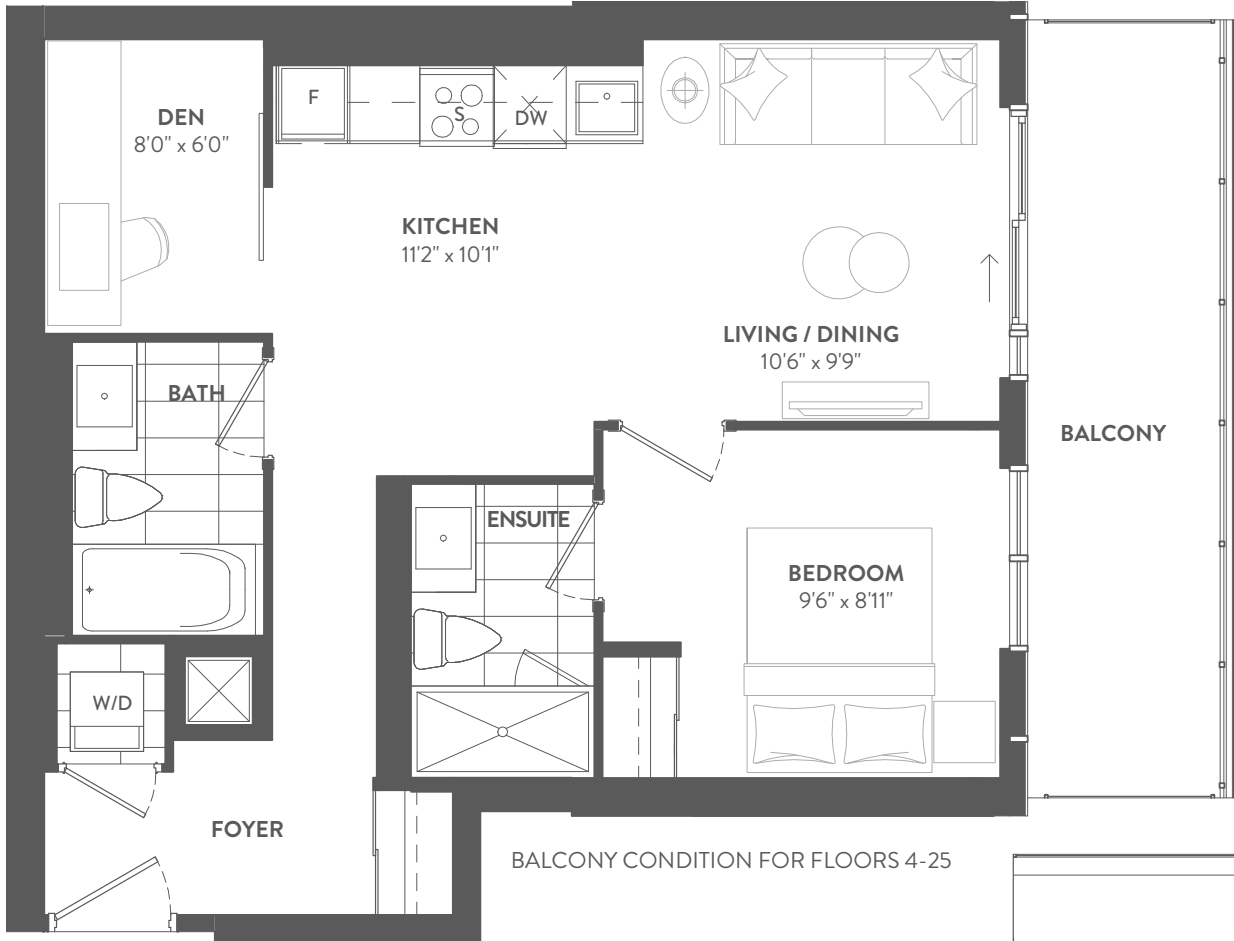 DEN
8'0" x 6'0"
F
S
DW
KITCHEN
11'2" x 10'1"
LIVING / DINING
10'6" x 9'9"
BATH
BALCONY
ENSUITE
BEDROOM
9'6" x 8'11"
W/D
FOYER
BALCONY CONDITION FOR FLOORS 4-25